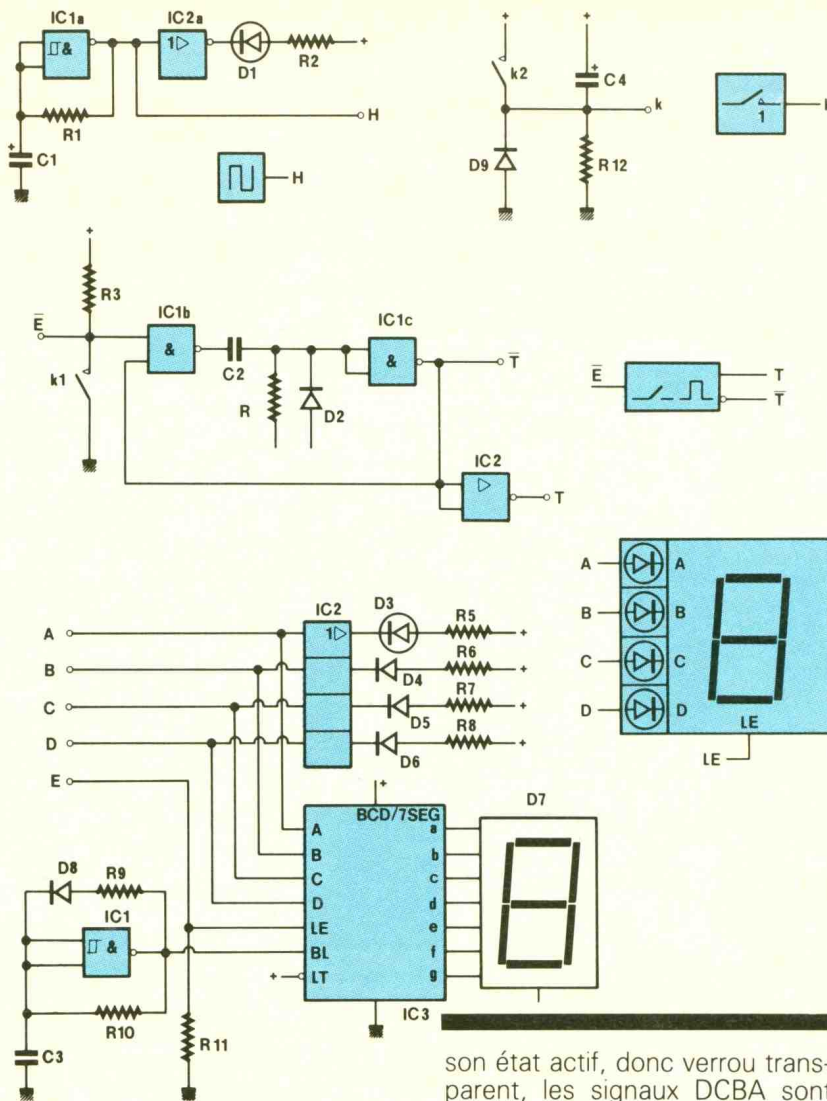 IC1a
IC2a
&
1
D1
R2
+
R1
H
+
C1
H
+
+
k2
+
C4
k
D9
R12
1
+
R3
E̅
IC1b
&
k1
C2
R
D2
IC1c
&
T̅
IC2
T
E̅
T
T̅
A
B
C
D
E
IC2
1
D3
R5
+
D4
R6
+
D5
R7
+
D6
R8
+
A
B
C
D
A
B
C
D
LE
LE
+
BCD/7SEG
A
B
C
D
LE
BL
LT
+
a
b
c
d
e
f
g
D7
IC3
D8
R9
IC1
&
R10
C3
R11
son état actif, donc verrou trans-
parent, les signaux DCBA sont